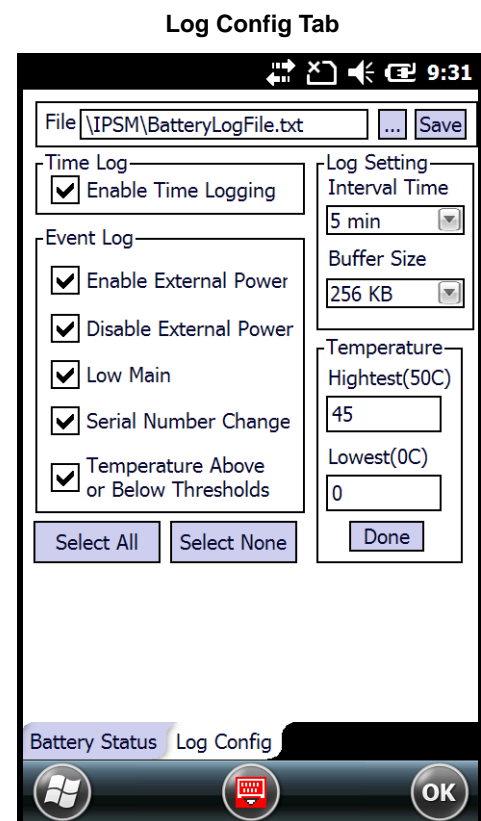 Log Config Tab
9:31
File \IPSM\BatteryLogFile.txt ... Save
Time Log
Enable Time Logging
Event Log
Enable External Power
Disable External Power
Low Main
Serial Number Change
Temperature Above
or Below Thresholds
Select All Select None
Log Setting
Interval Time
5 min
Buffer Size
256 KB
Temperature
Hightest(50C)
45
Lowest(0C)
0
Done
Battery Status Log Config
OK